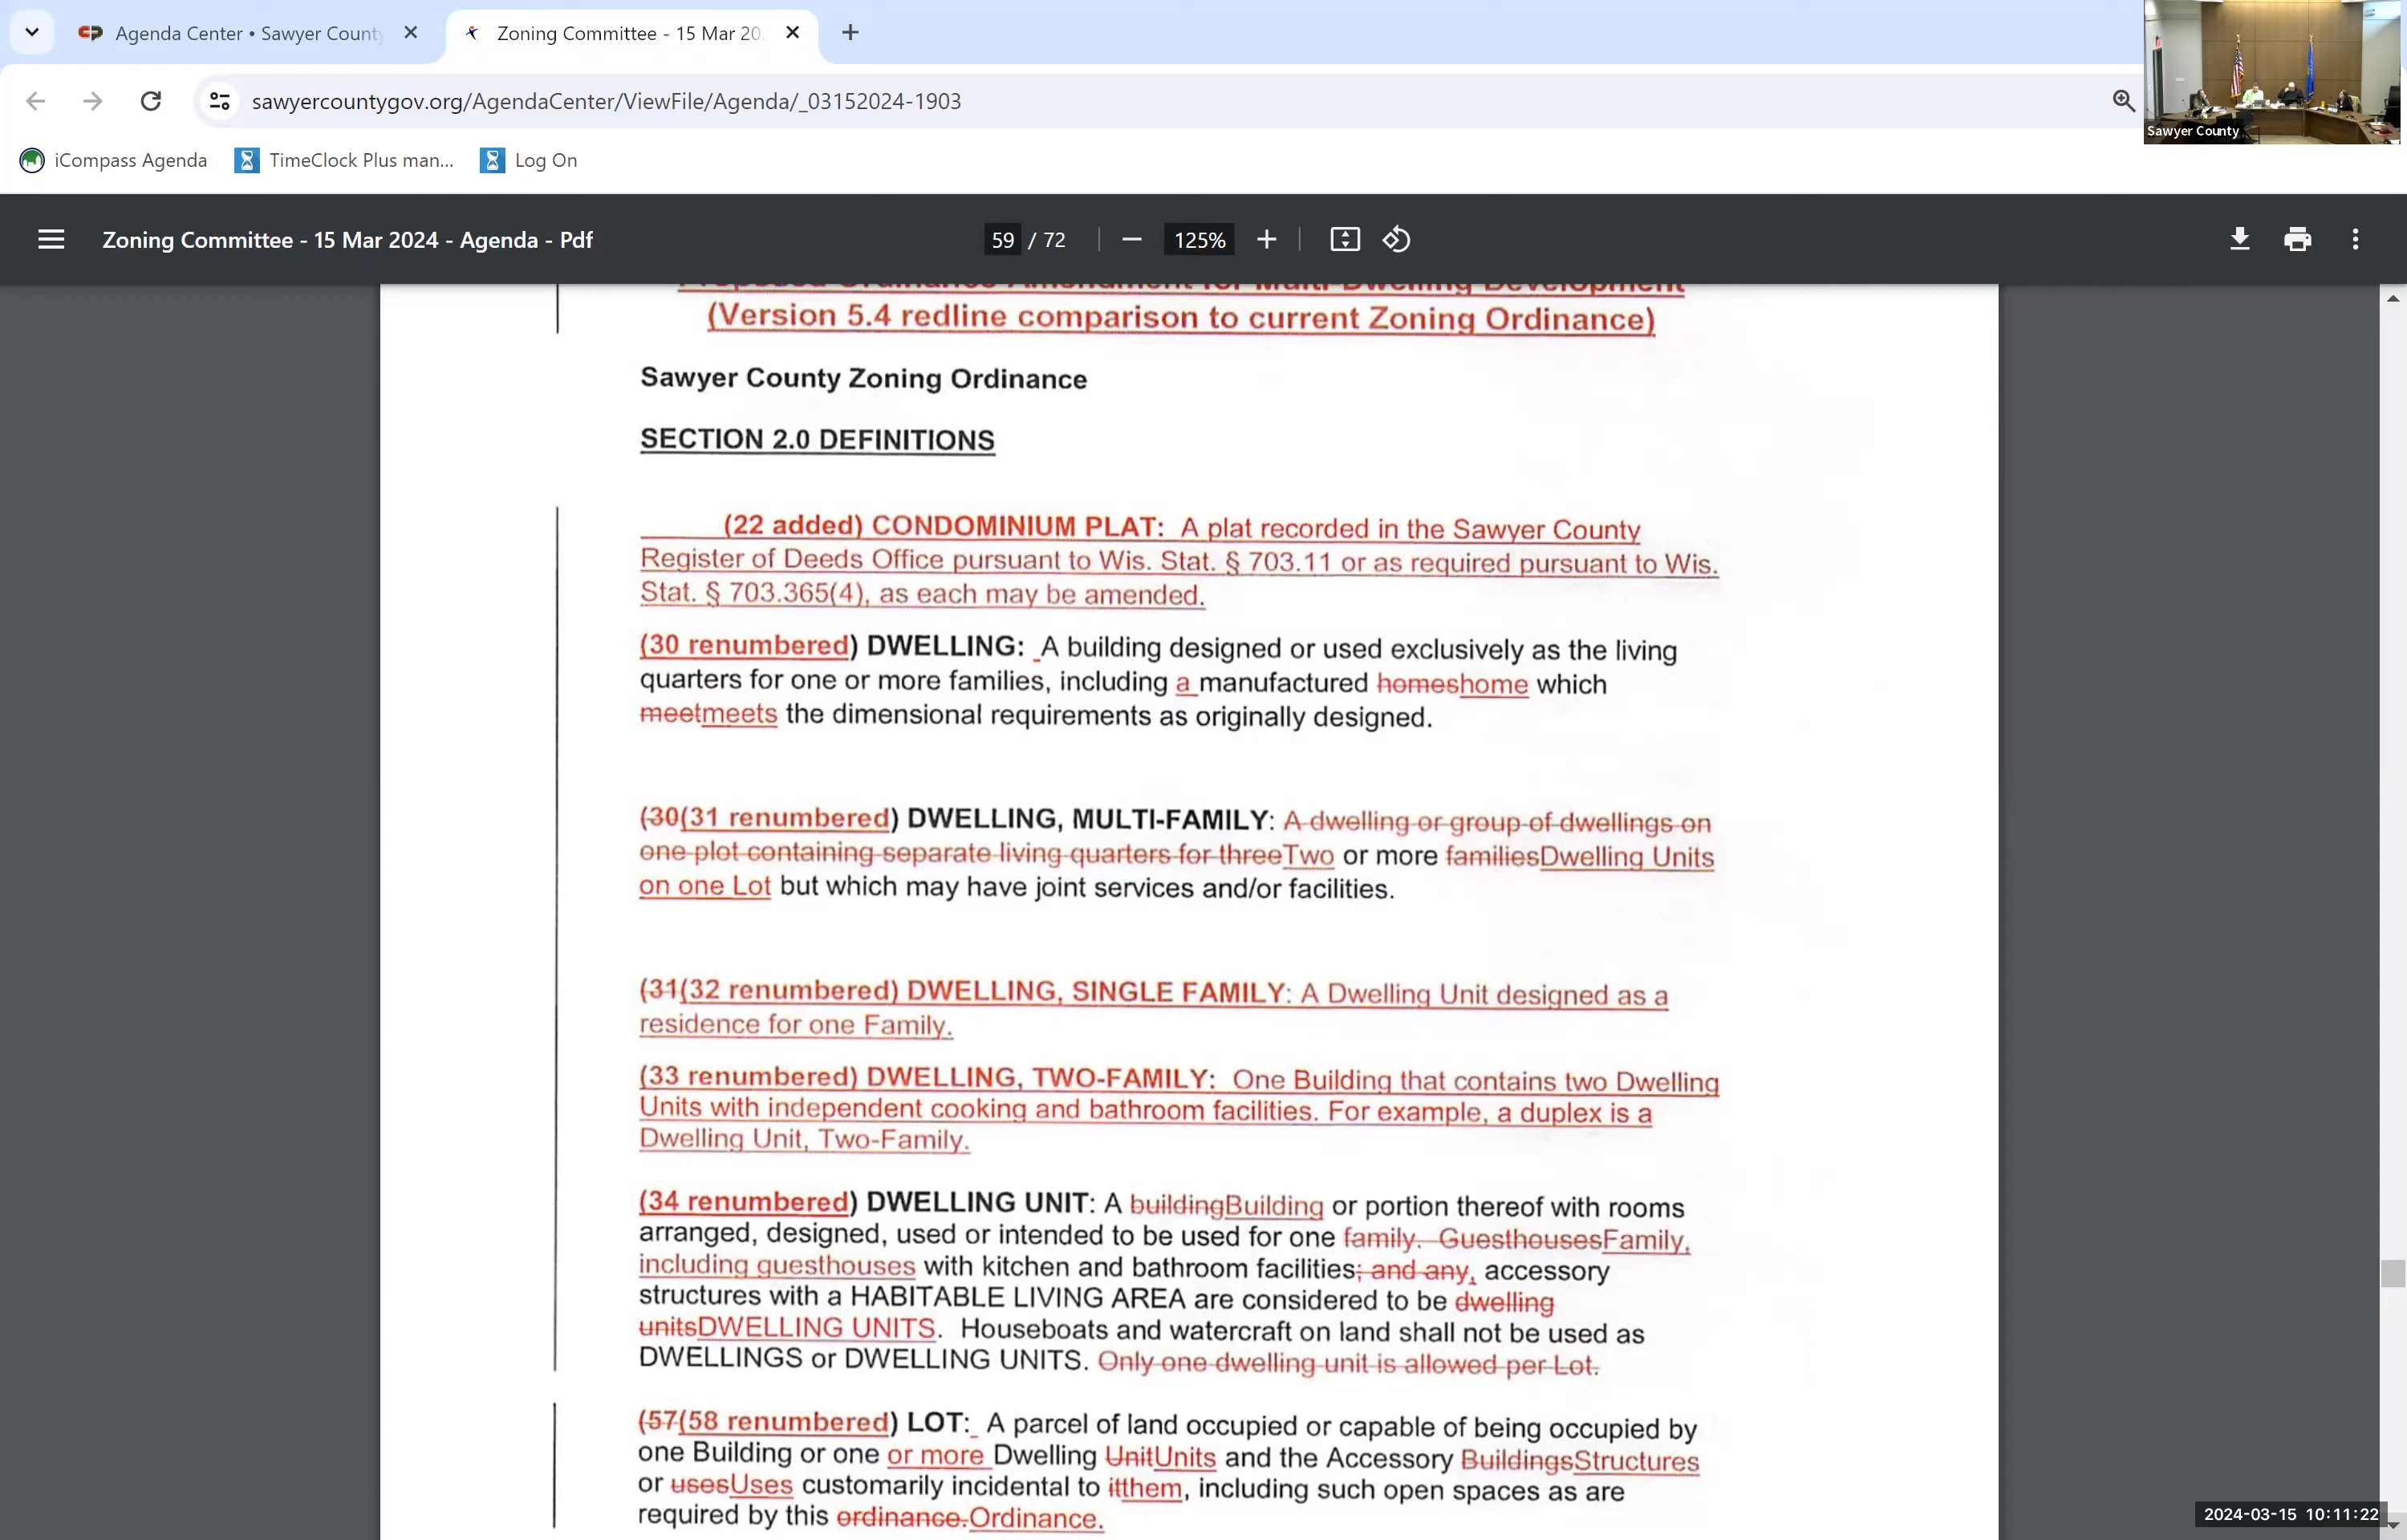 Agenda Center • Sawyer County
Zoning Committee - 15 Mar 20
sawyercountygov.org/AgendaCenter/ViewFile/Agenda/_03152024-1903
iCompass Agenda
TimeClock Plus man...
Log On
Sawyer County
Zoning Committee - 15 Mar 2024 - Agenda - Pdf
59 / 72
125%
Proposed Ordinance Amendment for Multi-Dwelling Development
(Version 5.4 redline comparison to current Zoning Ordinance)
Sawyer County Zoning Ordinance
SECTION 2.0 DEFINITIONS
(22 added) CONDOMINIUM PLAT: A plat recorded in the Sawyer County
Register of Deeds Office pursuant to Wis. Stat. § 703.11 or as required pursuant to Wis.
Stat. § 703.365(4), as each may be amended.
(30 renumbered) DWELLING: A building designed or used exclusively as the living
quarters for one or more families, including a manufactured homeshome which
meetmeets the dimensional requirements as originally designed.
(30(31 renumbered) DWELLING, MULTI-FAMILY: A dwelling or group of dwellings on
one plot containing separate living quarters for threeTwo or more familiesDwelling Units
on one Lot but which may have joint services and/or facilities.
(31(32 renumbered) DWELLING, SINGLE FAMILY: A Dwelling Unit designed as a
residence for one Family.
(33 renumbered) DWELLING, TWO-FAMILY: One Building that contains two Dwelling
Units with independent cooking and bathroom facilities. For example, a duplex is a
Dwelling Unit, Two-Family.
(34 renumbered) DWELLING UNIT: A buildingBuilding or portion thereof with rooms
arranged, designed, used or intended to be used for one family. GuesthousesFamily,
including guesthouses with kitchen and bathroom facilities; and any, accessory
structures with a HABITABLE LIVING AREA are considered to be dwelling
unitsDWELLING UNITS. Houseboats and watercraft on land shall not be used as
DWELLINGS or DWELLING UNITS. Only one dwelling unit is allowed per Lot.
(57(58 renumbered) LOT: A parcel of land occupied or capable of being occupied by
one Building or one or more Dwelling UnitUnits and the Accessory BuildingsStructures
or usesUses customarily incidental to itthem, including such open spaces as are
required by this ordinance.Ordinance.
2024-03-15 10:11:22